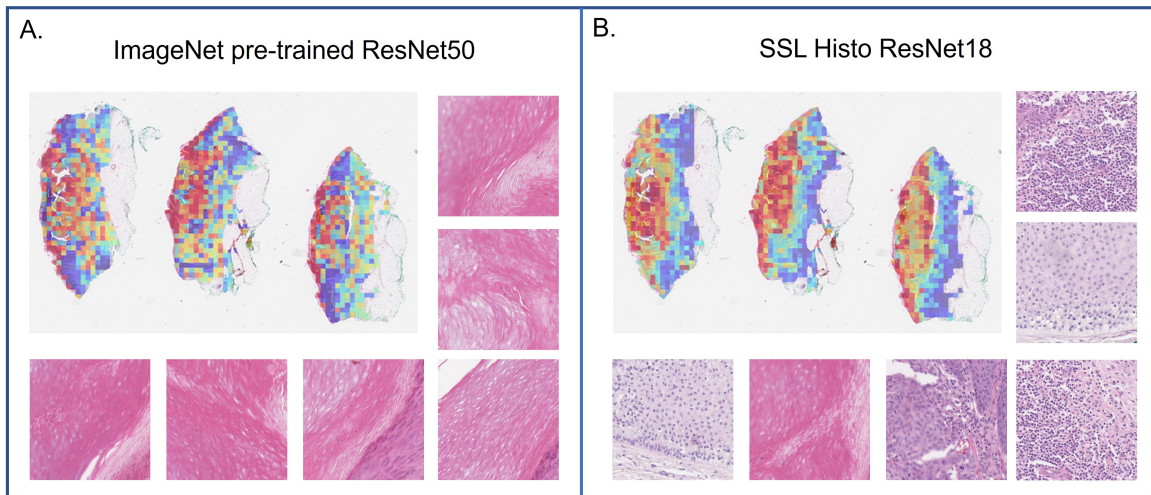 A.
ImageNet pre-trained ResNet50
B.
SSL Histo ResNet18